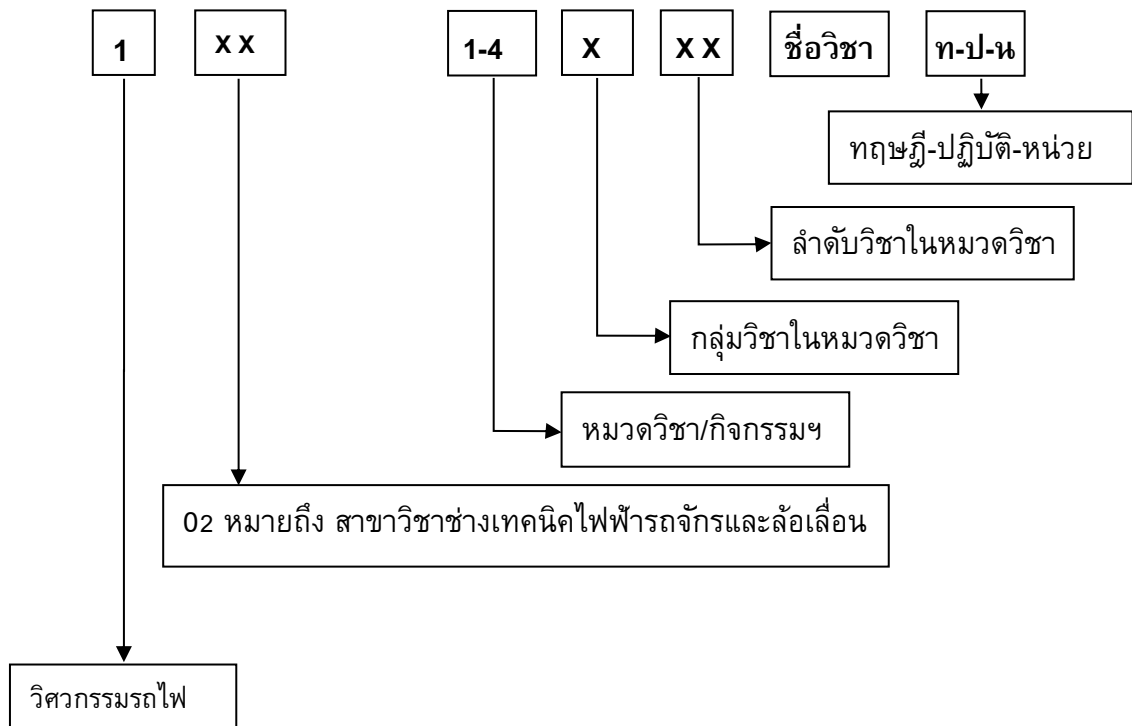 1 X X 1-4 X X X ชื่อวิชา ท-ป-น
ทฤษฎี-ปฏิบัติ-หน่วย
ลำดับวิชาในหมวดวิชา
กลุ่มวิชาในหมวดวิชา
หมวดวิชา/กิจกรรมฯ
02 หมายถึง สาขาวิชาช่างเทคนิคไฟฟ้ารถจักรและล้อเลื่อน
วิศวกรรมรถไฟ